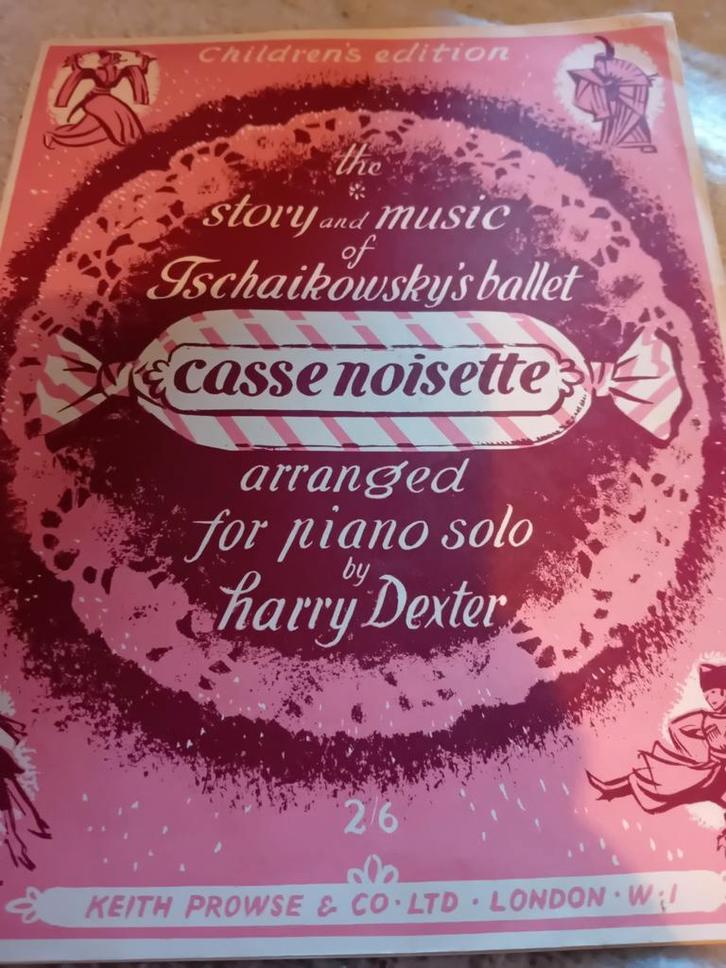 Children's edition
the
story and music
of
Tschaikowsky's ballet
casse noisette
arranged
for piano solo
by
harry Dexter
2/6
KEITH PROWSE & CO · LTD · LONDON · W·1